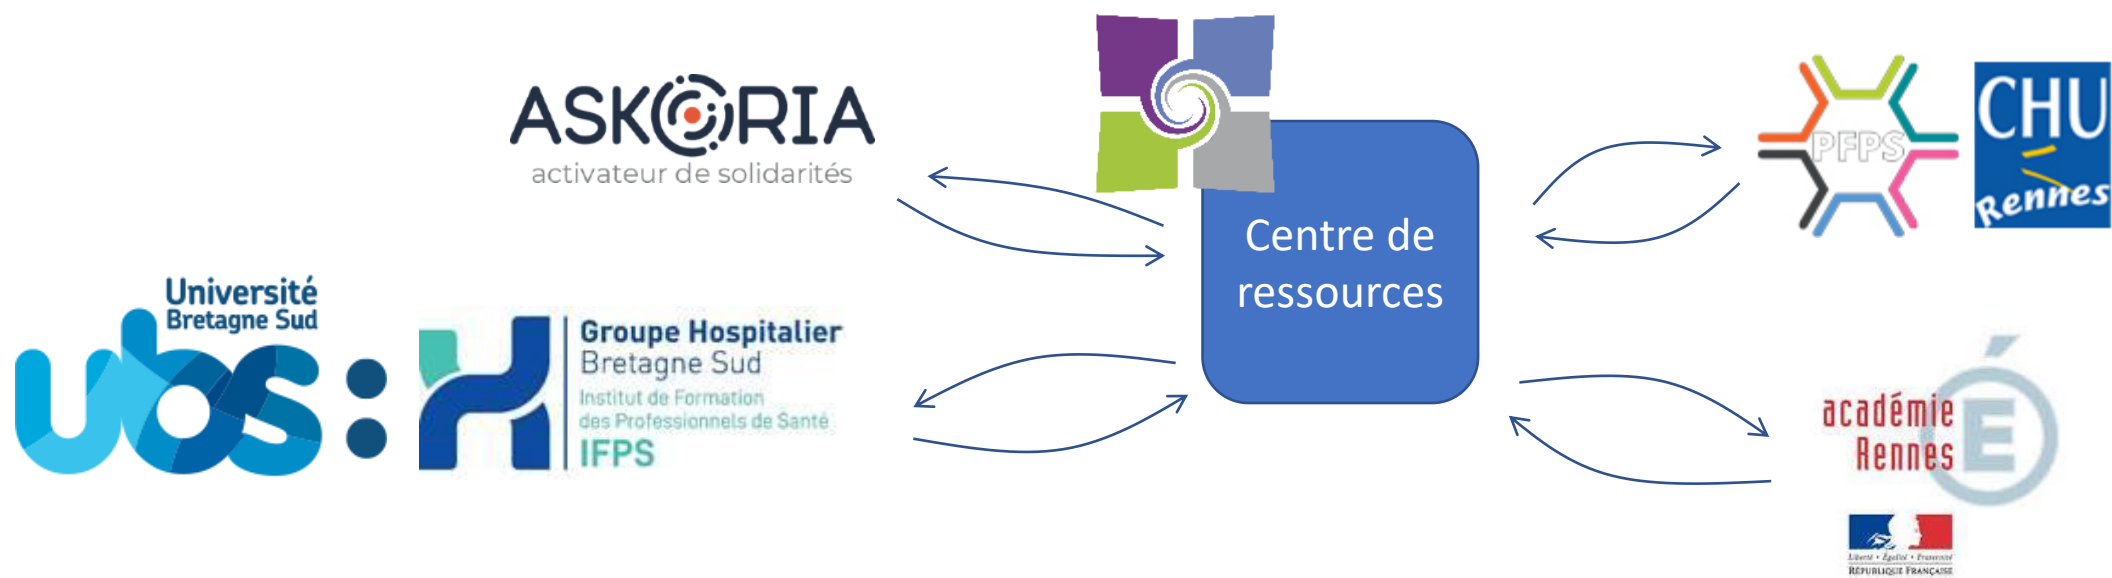 ASKORIA
activateur de solidarités
Centre de
ressources
PFPS
CHU
Rennes
Université
Bretagne Sud
ubs:
Groupe Hospitalier
Bretagne Sud
Institut de Formation
des Professionnels de Santé
IFPS
académie
Rennes
É
Liberté • Égalité • Fraternité
RÉPUBLIQUE FRANÇAISE